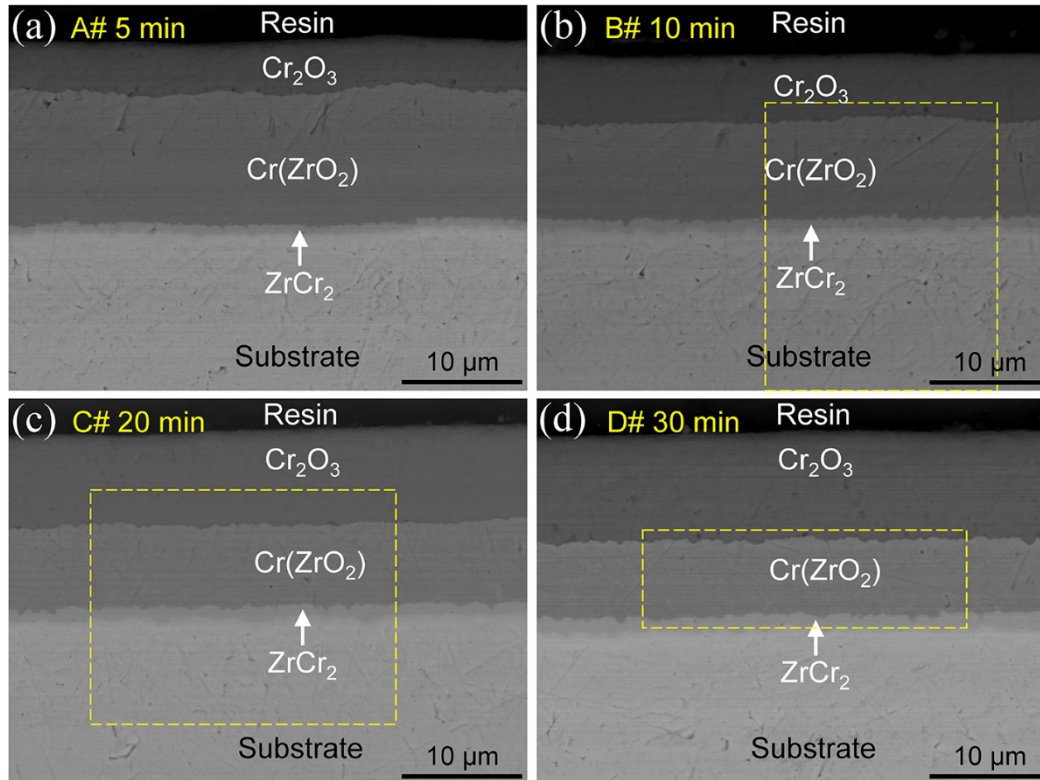 (a) A# 5 min
Resin
Cr₂O₃
Cr(ZrO₂)
ZrCr₂
Substrate
10 µm
(b) B# 10 min
Resin
Cr₂O₃
Cr(ZrO₂)
ZrCr₂
Substrate
10 µm
(c) C# 20 min
Resin
Cr₂O₃
Cr(ZrO₂)
ZrCr₂
Substrate
10 µm
(d) D# 30 min
Resin
Cr₂O₃
Cr(ZrO₂)
ZrCr₂
Substrate
10 µm